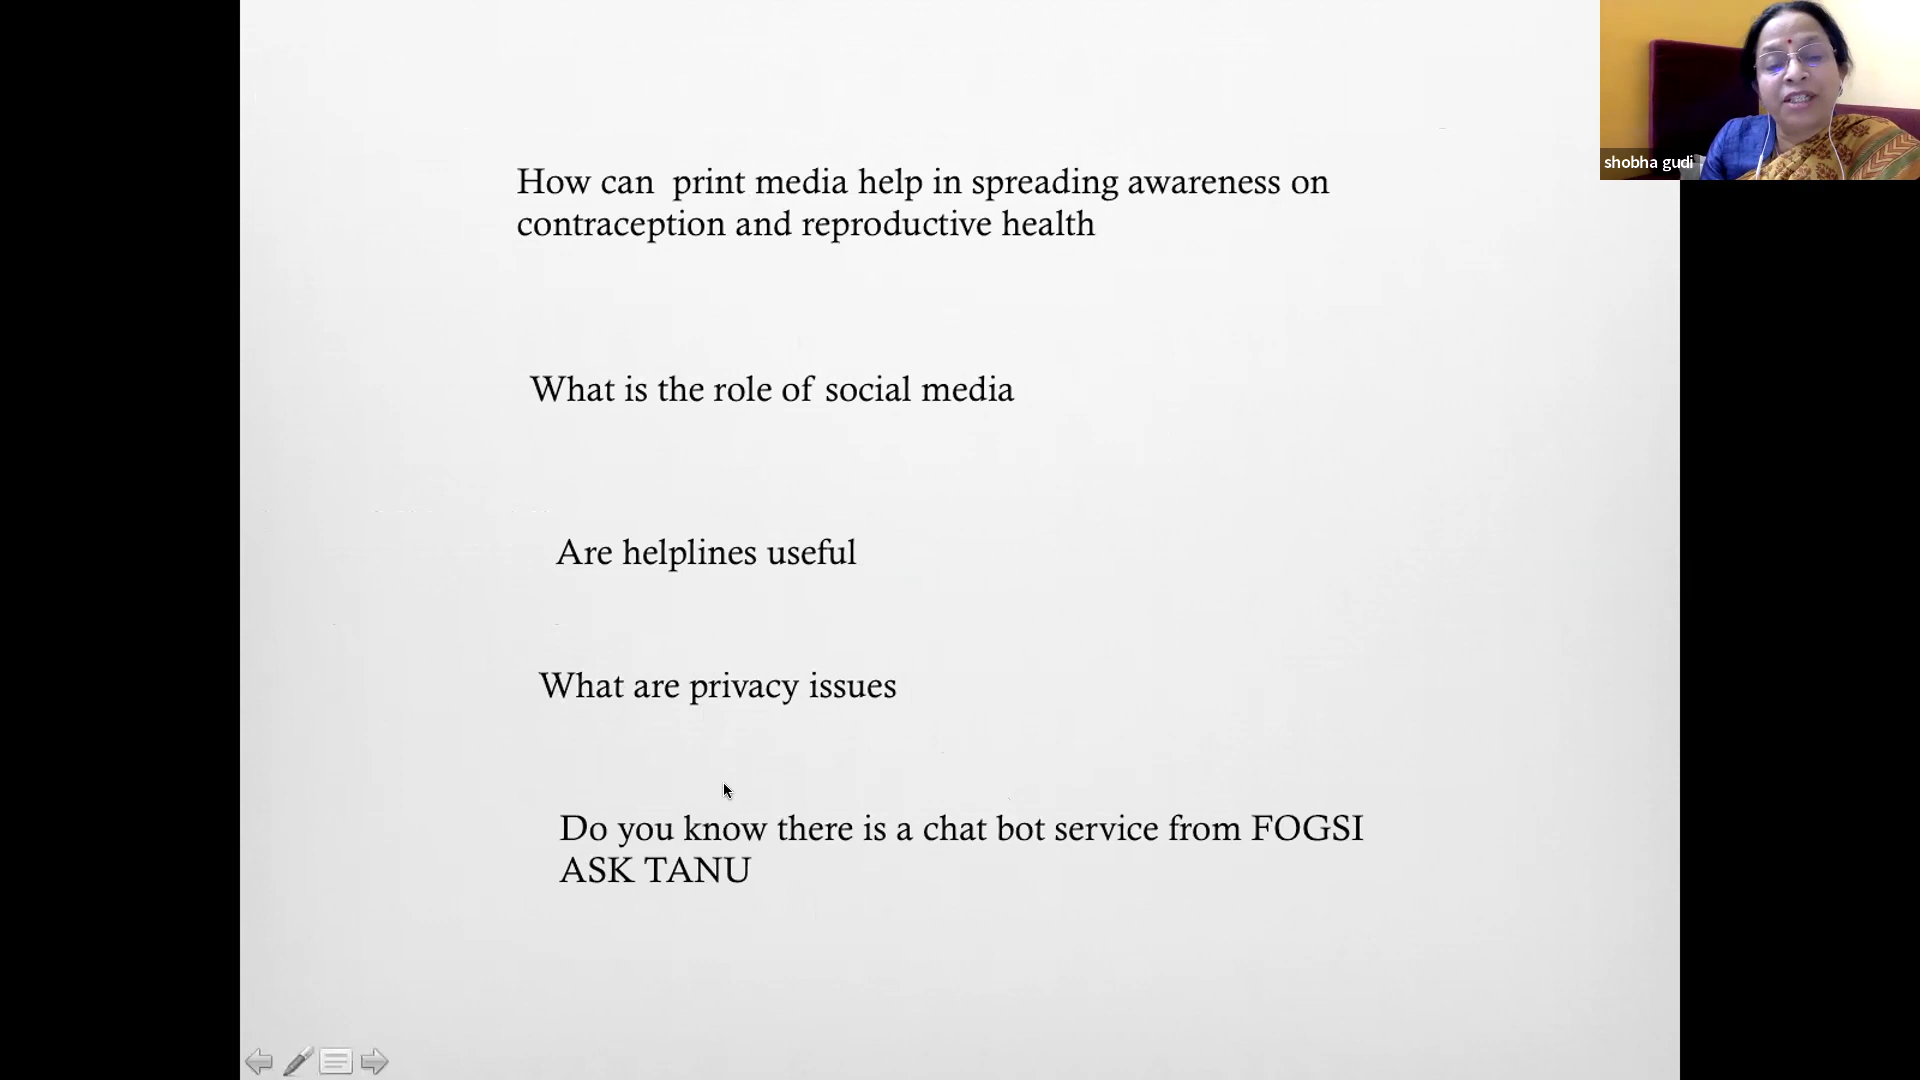 shobha gudi
How can print media help in spreading awareness on
contraception and reproductive health
What is the role of social media
Are helplines useful
What are privacy issues
Do you know there is a chat bot service from FOGSI
ASK TANU